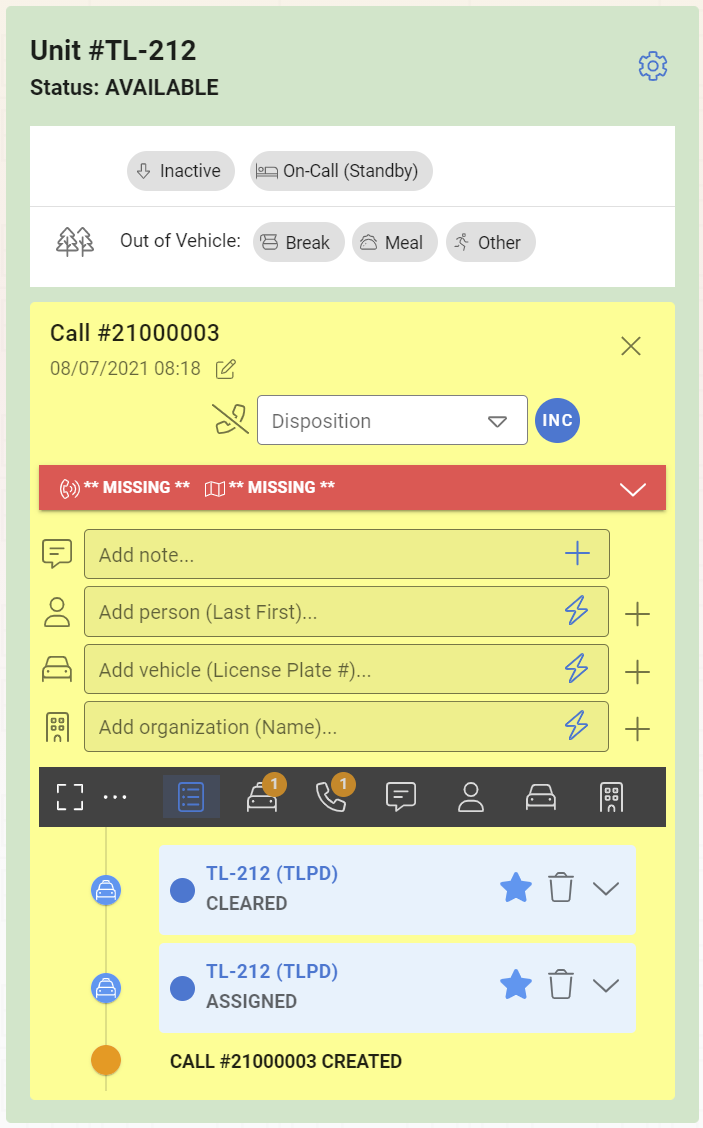 Unit #TL-212
Status: AVAILABLE
Inactive
On-Call (Standby)
Out of Vehicle:
Break
Meal
Other
Call #21000003
08/07/2021 08:18
Disposition
INC
** MISSING ** ** MISSING **
Add note...
Add person (Last First)...
Add vehicle (License Plate #)...
Add organization (Name)...
1
1
TL-212 (TLPD)
CLEARED
TL-212 (TLPD)
ASSIGNED
CALL #21000003 CREATED